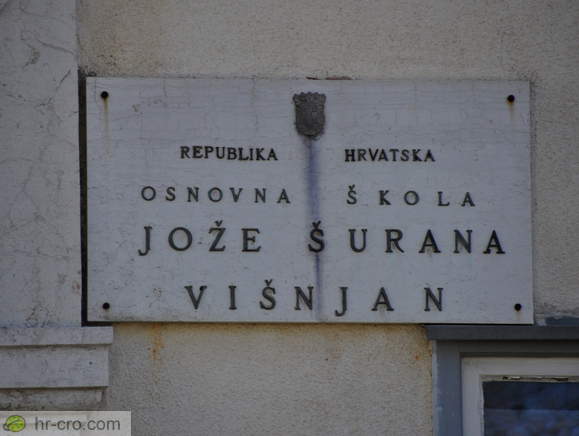 REPUBLIKA HRVATSKA
OSNOVNA ŠKOLA
JOŽE ŠURANA
VIŠNJAN
hr-cro.com